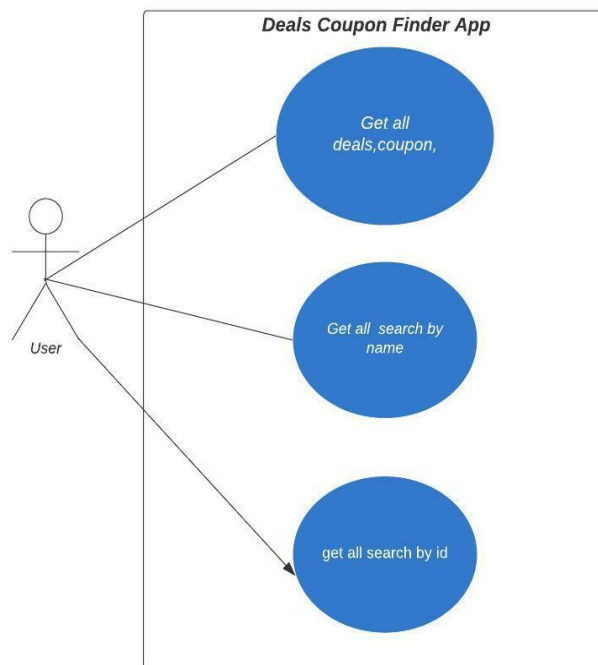 Deals Coupon Finder App
Get all
deals,coupon,
User
Get all search by
name
get all search by id